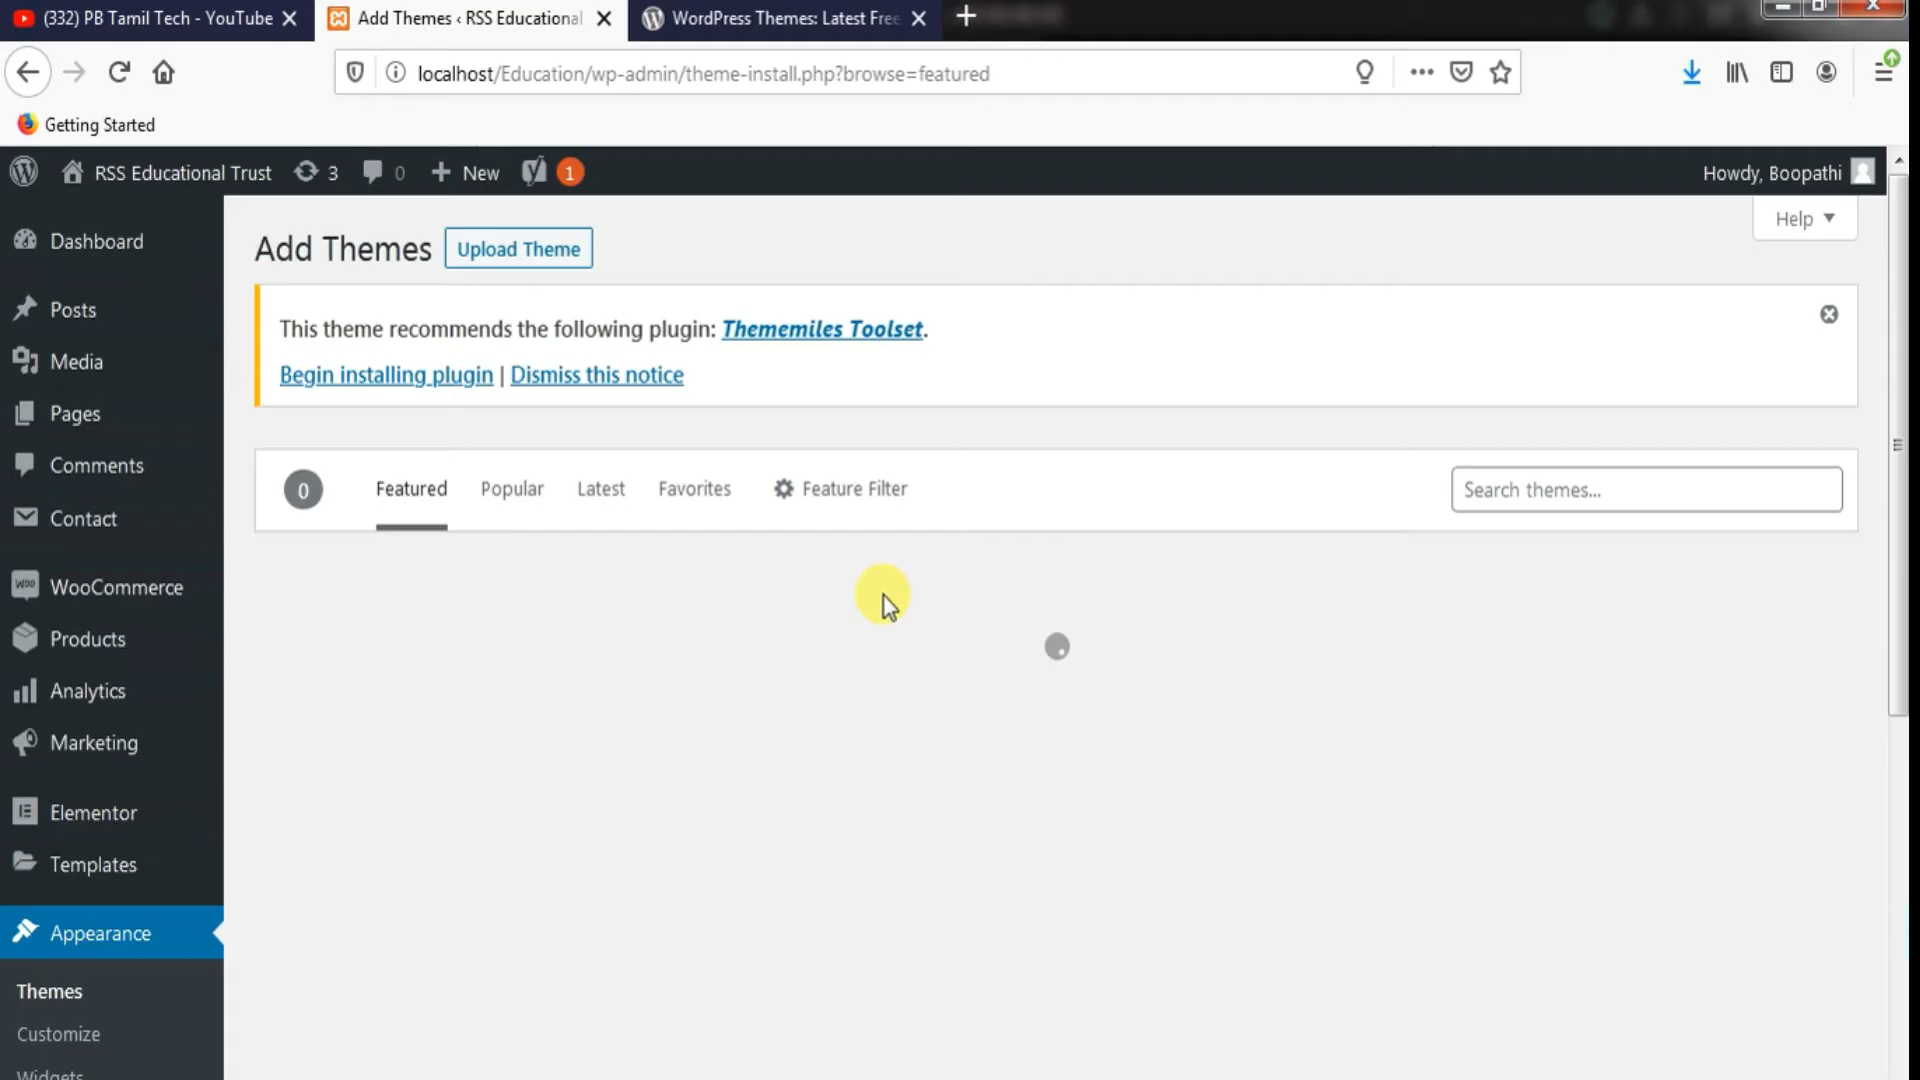 (332) PB Tamil Tech - YouTube
Add Themes ‹ RSS Educational
WordPress Themes: Latest Free
localhost/Education/wp-admin/theme-install.php?browse=featured
Getting Started
RSS Educational Trust
3
0
New
1
Howdy, Boopathi
Help
Dashboard
Posts
Media
Pages
Comments
Contact
WooCommerce
Products
Analytics
Marketing
Elementor
Templates
Appearance
Themes
Customize
Widgets
Add Themes
Upload Theme
This theme recommends the following plugin: Thememiles Toolset.
Begin installing plugin | Dismiss this notice
0
Featured
Popular
Latest
Favorites
Feature Filter
Search themes...